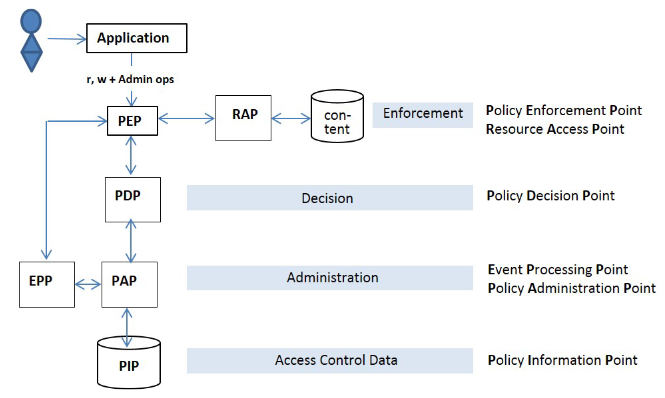 Application
r, w + Admin ops
PEP
RAP
con-
tent
Enforcement
Policy Enforcement Point
Resource Access Point
PDP
Decision
Policy Decision Point
EPP
PAP
Administration
Event Processing Point
Policy Administration Point
PIP
Access Control Data
Policy Information Point